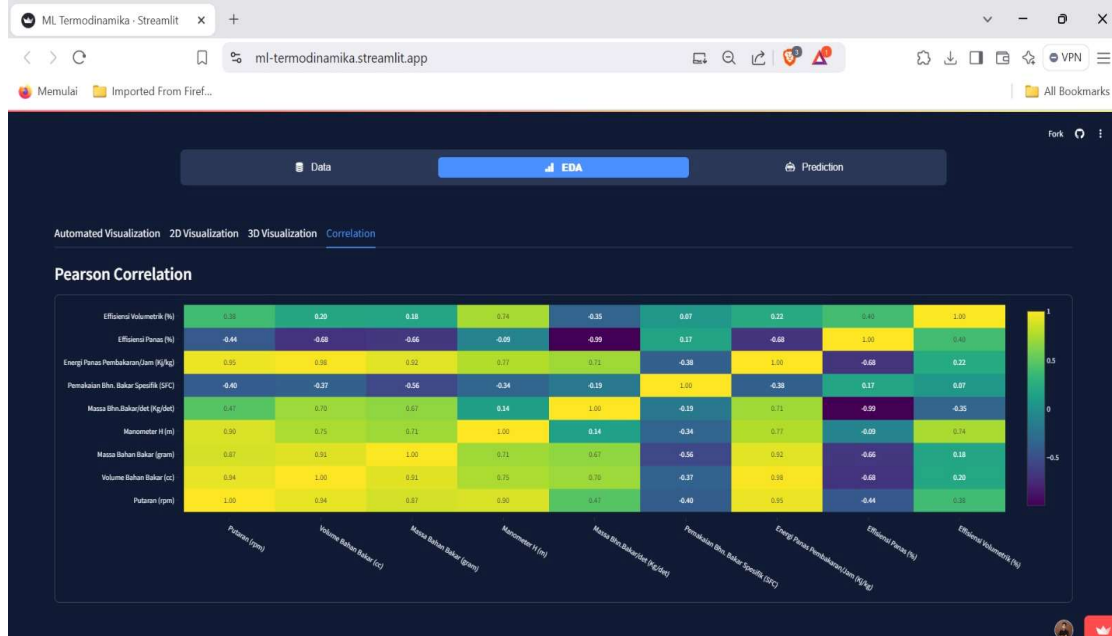 ML Termodinamika · Streamlit
ml-termodinamika.streamlit.app
VPN
Memulai Imported From Firef... All Bookmarks
Fork
Data EDA Prediction
Automated Visualization 2D Visualization 3D Visualization Correlation
Pearson Correlation
Effisiensi Volumetrik (%) 0.38 0.20 0.18 0.74 -0.35 0.07 0.22 0.40 1.00
Effisiensi Panas (%) -0.44 -0.68 -0.66 -0.09 -0.99 0.17 -0.68 1.00 0.40
Energi Panas Pembakaran/Jam (Kj/kg) 0.95 0.98 0.92 0.77 0.71 -0.38 1.00 -0.68 0.22
Pemakaian Bhn. Bakar Spesifik (SFC) -0.40 -0.37 -0.56 -0.34 -0.19 1.00 -0.38 0.17 0.07
Massa Bhn.Bakar/det (Kg/det) 0.47 0.70 0.67 0.14 1.00 -0.19 0.71 -0.99 -0.35
Manometer H (m) 0.90 0.75 0.71 1.00 0.14 -0.34 0.77 -0.09 0.74
Massa Bahan Bakar (gram) 0.87 0.91 1.00 0.71 0.67 -0.56 0.92 -0.66 0.18
Volume Bahan Bakar (cc) 0.94 1.00 0.91 0.75 0.70 -0.37 0.98 -0.68 0.20
Putaran (rpm) 1.00 0.94 0.87 0.90 0.47 -0.40 0.95 -0.44 0.38
1
0.5
0
-0.5
Putaran (rpm)
Volume Bahan Bakar (cc)
Massa Bahan Bakar (gram)
Manometer H (m)
Massa Bhn.Bakar/det (Kg/det)
Pemakaian Bhn. Bakar Spesifik (SFC)
Energi Panas Pembakaran/Jam (Kj/kg)
Effisiensi Panas (%)
Effisiensi Volumetrik (%)